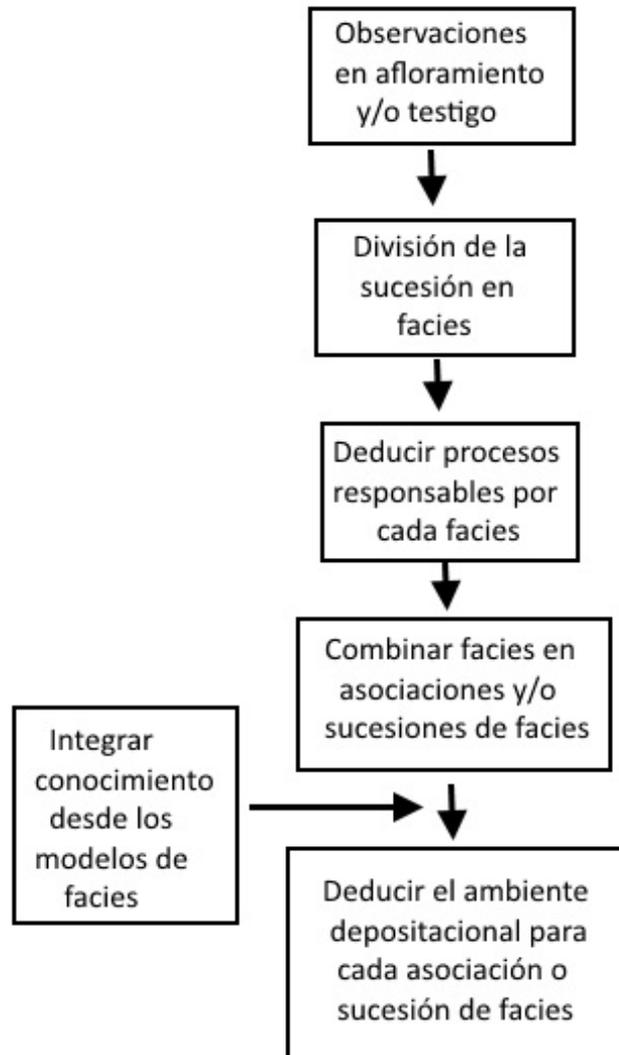 Observaciones
en afloramiento
y/o testigo
División de la
sucesión en
facies
Deducir procesos
responsables por
cada facies
Combinar facies en
asociaciones y/o
sucesiones de facies
Integrar
conocimiento
desde los
modelos de
facies
Deducir el ambiente
depositacional para
cada asociación o
sucesión de facies